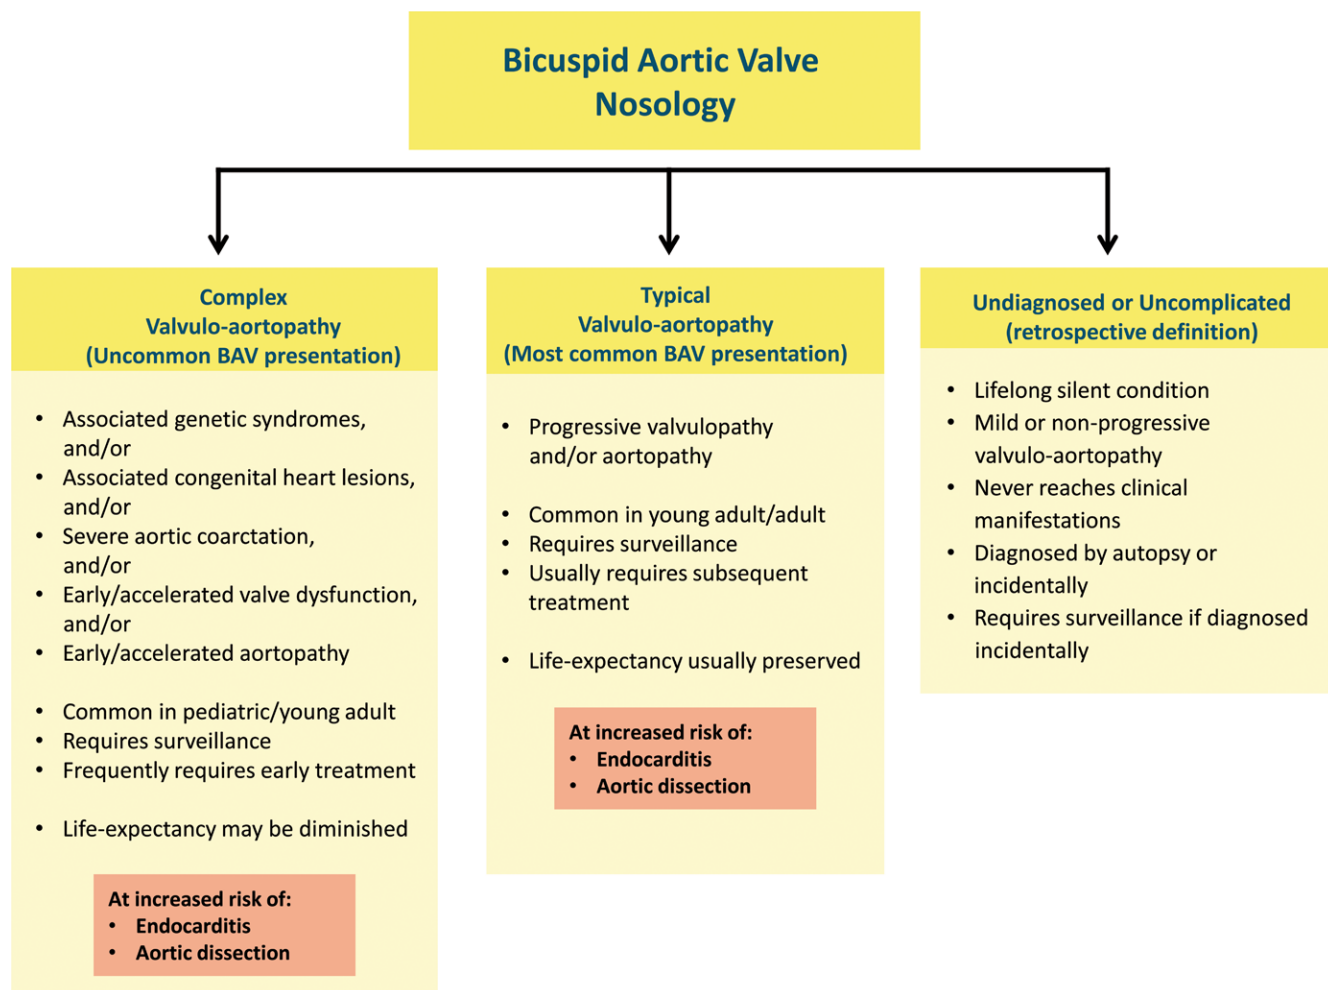 Bicuspid Aortic Valve
Nosology
Complex
Valvulo-aortopathy
(Uncommon BAV presentation)
• Associated genetic syndromes,
and/or
• Associated congenital heart lesions,
and/or
• Severe aortic coarctation,
and/or
• Early/accelerated valve dysfunction,
and/or
• Early/accelerated aortopathy
• Common in pediatric/young adult
• Requires surveillance
• Frequently requires early treatment
• Life-expectancy may be diminished
At increased risk of:
• Endocarditis
• Aortic dissection
Typical
Valvulo-aortopathy
(Most common BAV presentation)
• Progressive valvulopathy
and/or aortopathy
• Common in young adult/adult
• Requires surveillance
• Usually requires subsequent
treatment
• Life-expectancy usually preserved
At increased risk of:
• Endocarditis
• Aortic dissection
Undiagnosed or Uncomplicated
(retrospective definition)
• Lifelong silent condition
• Mild or non-progressive
valvulo-aortopathy
• Never reaches clinical
manifestations
• Diagnosed by autopsy or
incidentally
• Requires surveillance if diagnosed
incidentally